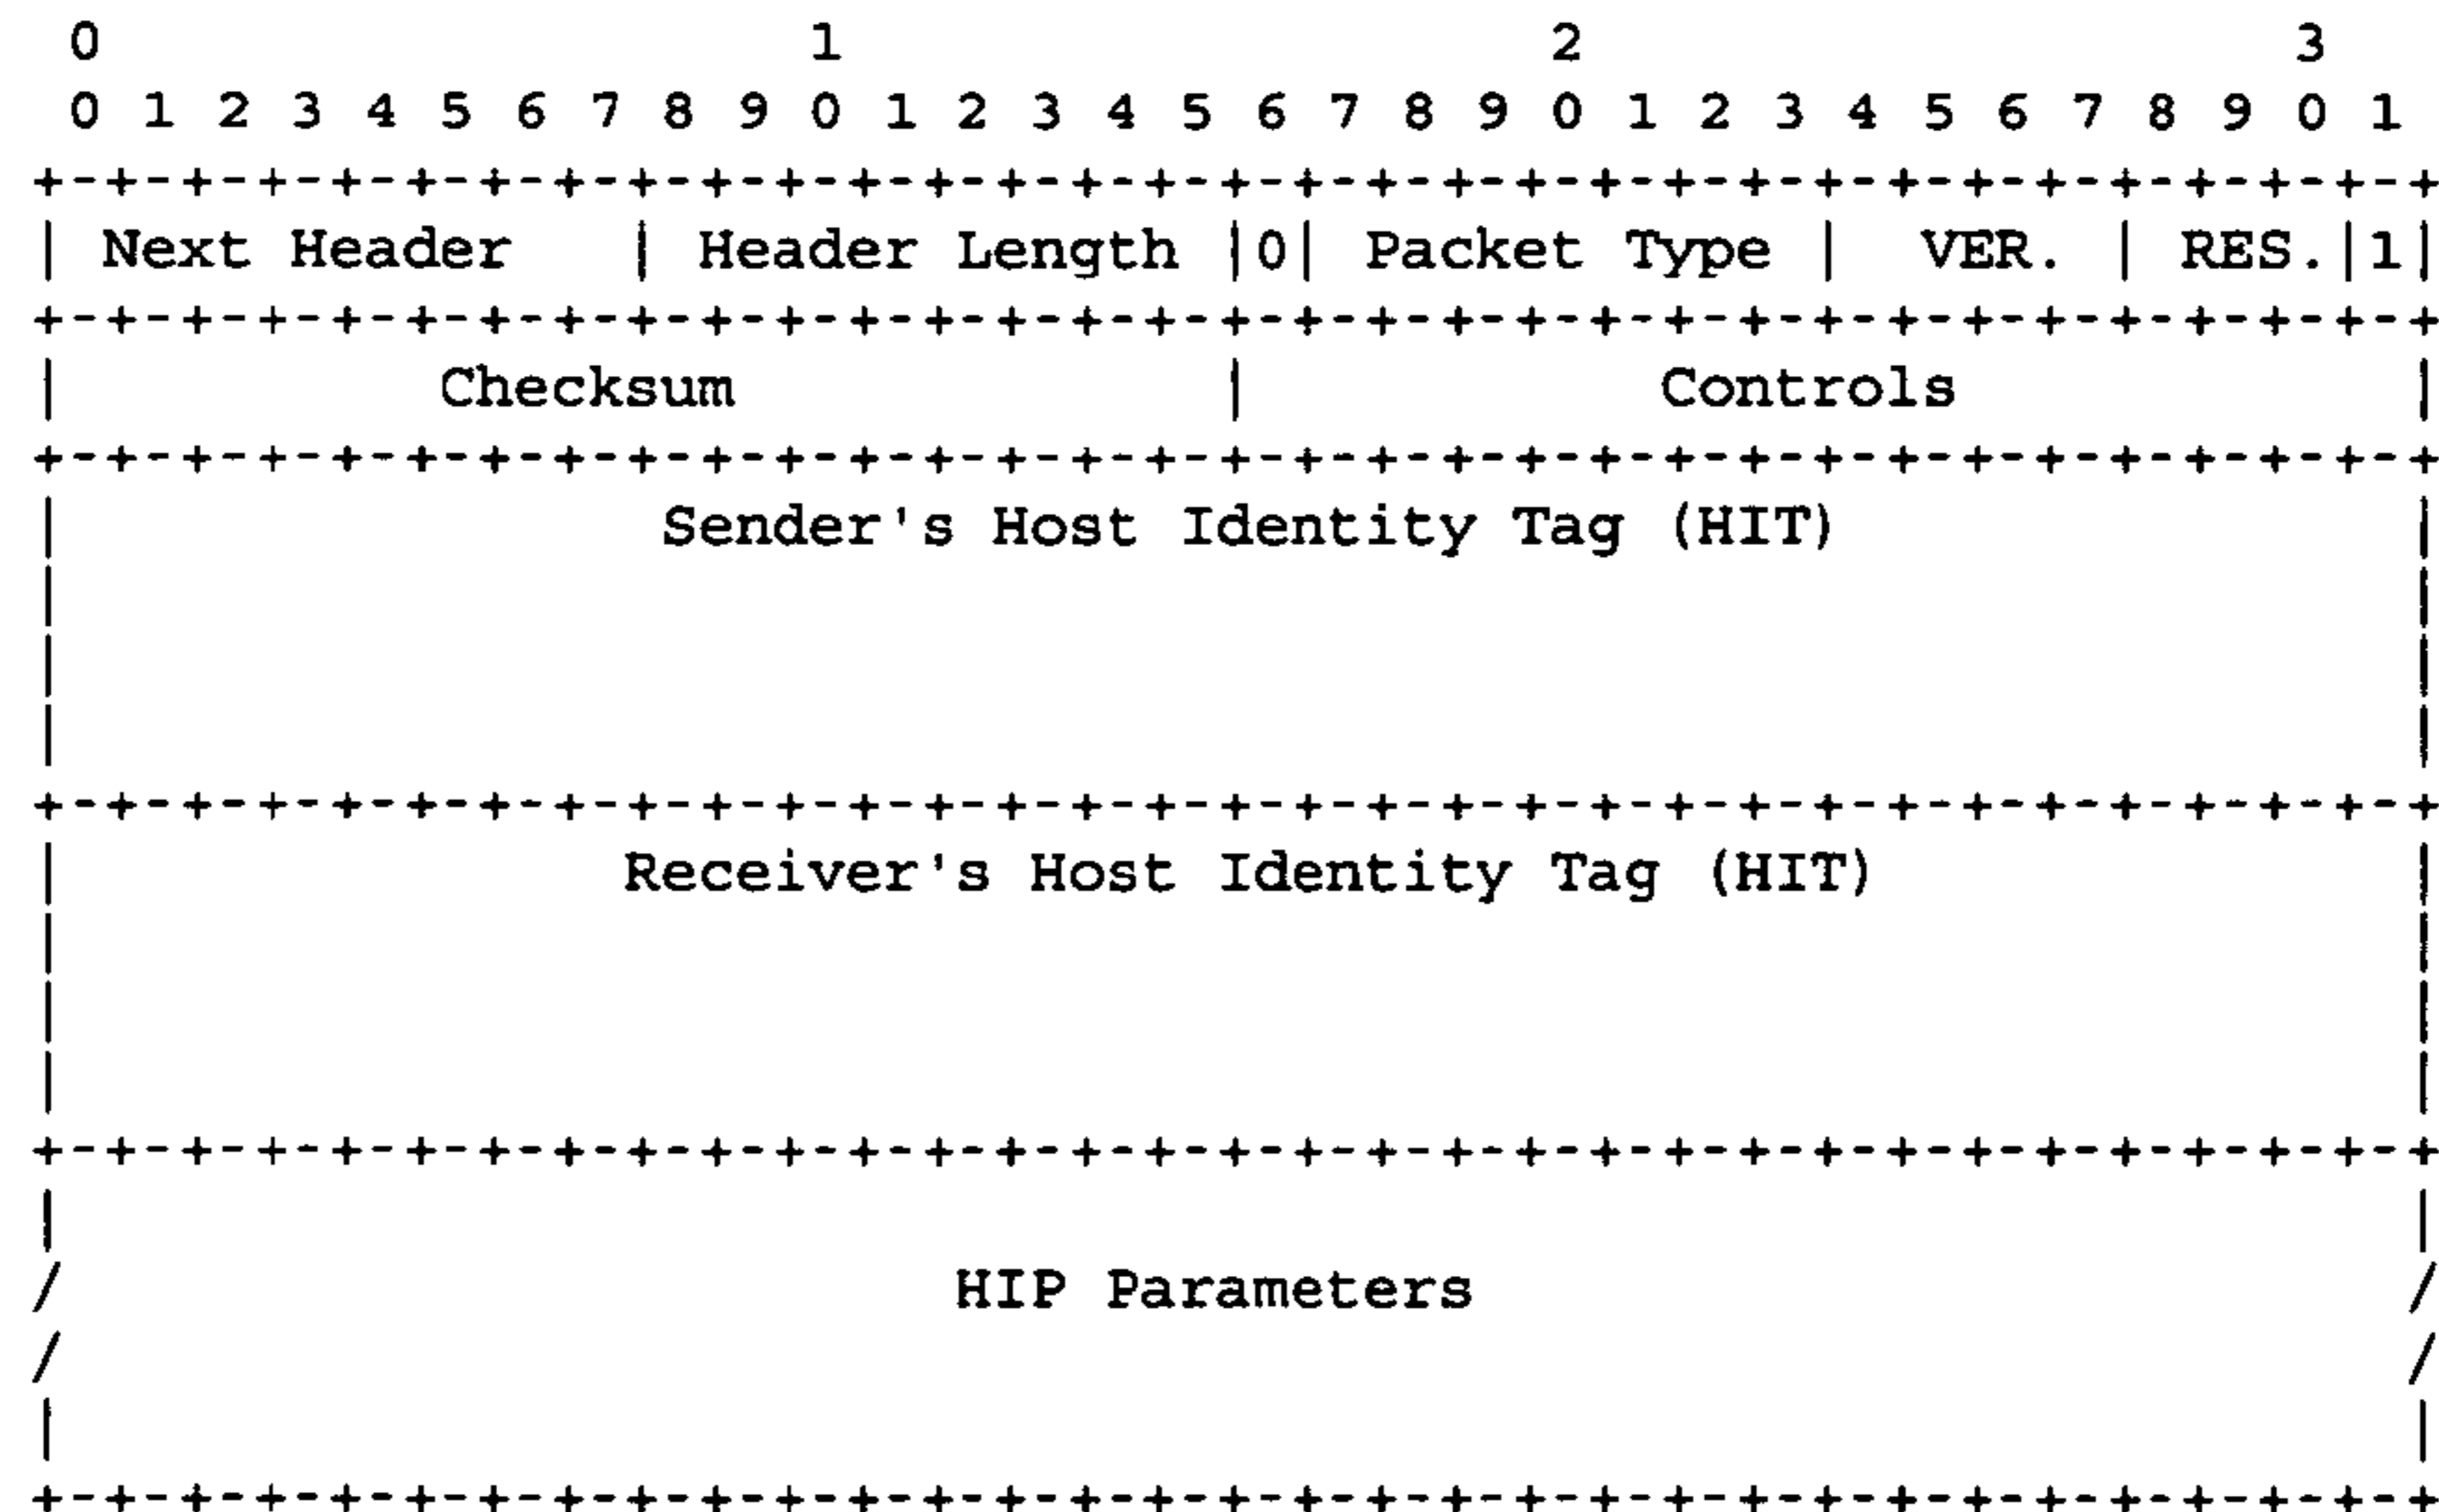 0                   1                   2                   3
0 1 2 3 4 5 6 7 8 9 0 1 2 3 4 5 6 7 8 9 0 1 2 3 4 5 6 7 8 9 0 1
+-+-+-+-+-+-+-+-+-+-+-+-+-+-+-+-+-+-+-+-+-+-+-+-+-+-+-+-+-+-+-+-+
| Next Header   | Header Length |0| Packet Type |  VER. | RES.|1|
+-+-+-+-+-+-+-+-+-+-+-+-+-+-+-+-+-+-+-+-+-+-+-+-+-+-+-+-+-+-+-+-+
|          Checksum             |           Controls            |
+-+-+-+-+-+-+-+-+-+-+-+-+-+-+-+-+-+-+-+-+-+-+-+-+-+-+-+-+-+-+-+-+
|                Sender's Host Identity Tag (HIT)               |
|                                                               |
|                                                               |
|                                                               |
+-+-+-+-+-+-+-+-+-+-+-+-+-+-+-+-+-+-+-+-+-+-+-+-+-+-+-+-+-+-+-+-+
|               Receiver's Host Identity Tag (HIT)              |
|                                                               |
|                                                               |
|                                                               |
+-+-+-+-+-+-+-+-+-+-+-+-+-+-+-+-+-+-+-+-+-+-+-+-+-+-+-+-+-+-+-+-+
|                                                               |
/                        HIP Parameters                         /
/                                                               /
|                                                               |
+-+-+-+-+-+-+-+-+-+-+-+-+-+-+-+-+-+-+-+-+-+-+-+-+-+-+-+-+-+-+-+-+